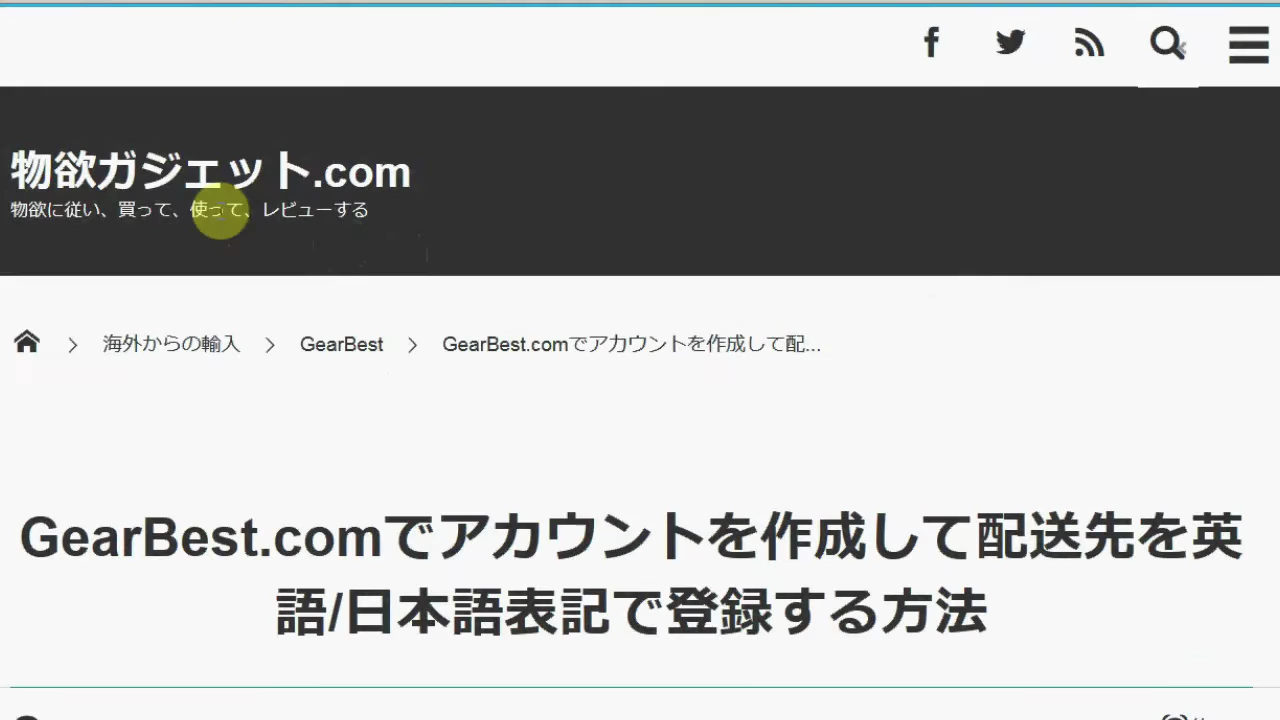 物欲ガジェット.com
物欲に従い、買って、使って、レビューする
海外からの輸入 GearBest GearBest.comでアカウントを作成して配...
GearBest.comでアカウントを作成して配送先を英
語/日本語表記で登録する方法